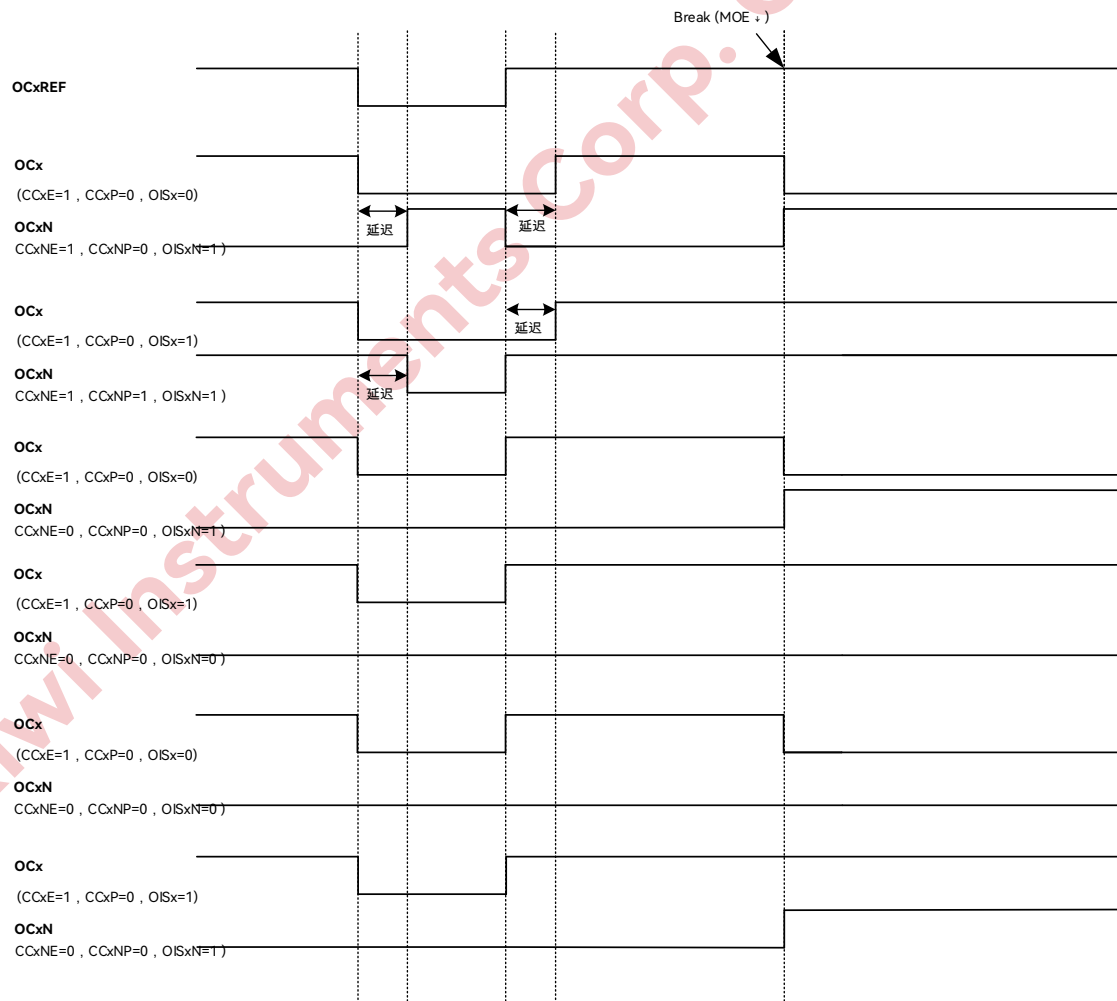 Break (MOE ↓)
OCxREF
OCx
(CCxE=1，CCxP=0，OISx=0)
OCxN
CCxNE=1，CCxNP=0，OISxN=1)
延迟
延迟
OCx
(CCxE=1，CCxP=0，OISx=1)
延迟
OCxN
CCxNE=1，CCxNP=1，OISxN=1)
延迟
OCx
(CCxE=1，CCxP=0，OISx=0)
OCxN
CCxNE=0，CCxNP=0，OISxN=1)
OCx
(CCxE=1，CCxP=0，OISx=1)
OCxN
CCxNE=0，CCxNP=0，OISxN=0)
OCx
(CCxE=1，CCxP=0，OISx=0)
OCxN
CCxNE=0，CCxNP=0，OISxN=0)
OCx
(CCxE=1，CCxP=0，OISx=1)
OCxN
CCxNE=0，CCxNP=0，OISxN=1)
wi Instruments Corp.